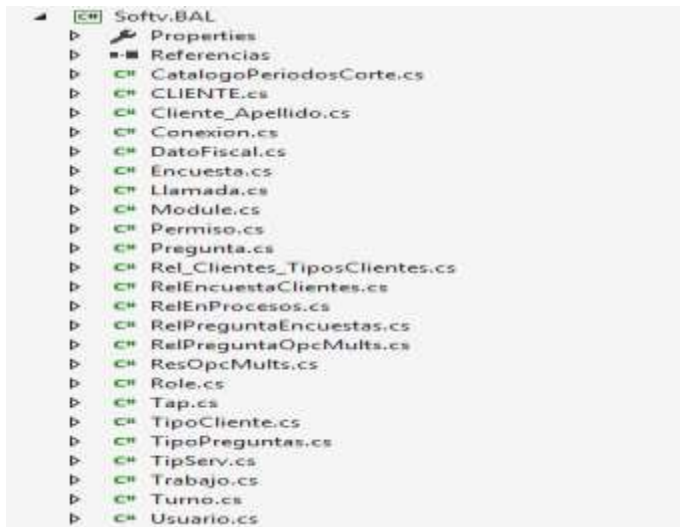 C# Softv.BAL
Properties
Referencias
C# CatalogoPeriodosCorte.cs
C# CLIENTE.cs
C# Cliente_Apellido.cs
C# Conexion.cs
C# DatoFiscal.cs
C# Encuesta.cs
C# Llamada.cs
C# Module.cs
C# Permiso.cs
C# Pregunta.cs
C# Rel_Clientes_TiposClientes.cs
C# RelEncuestaClientes.cs
C# RelEnProcesos.cs
C# RelPreguntaEncuestas.cs
C# RelPreguntaOpcMults.cs
C# ResOpcMults.cs
C# Role.cs
C# Tap.cs
C# TipoCliente.cs
C# TipoPreguntas.cs
C# TipServ.cs
C# Trabajo.cs
C# Turno.cs
C# Usuario.cs